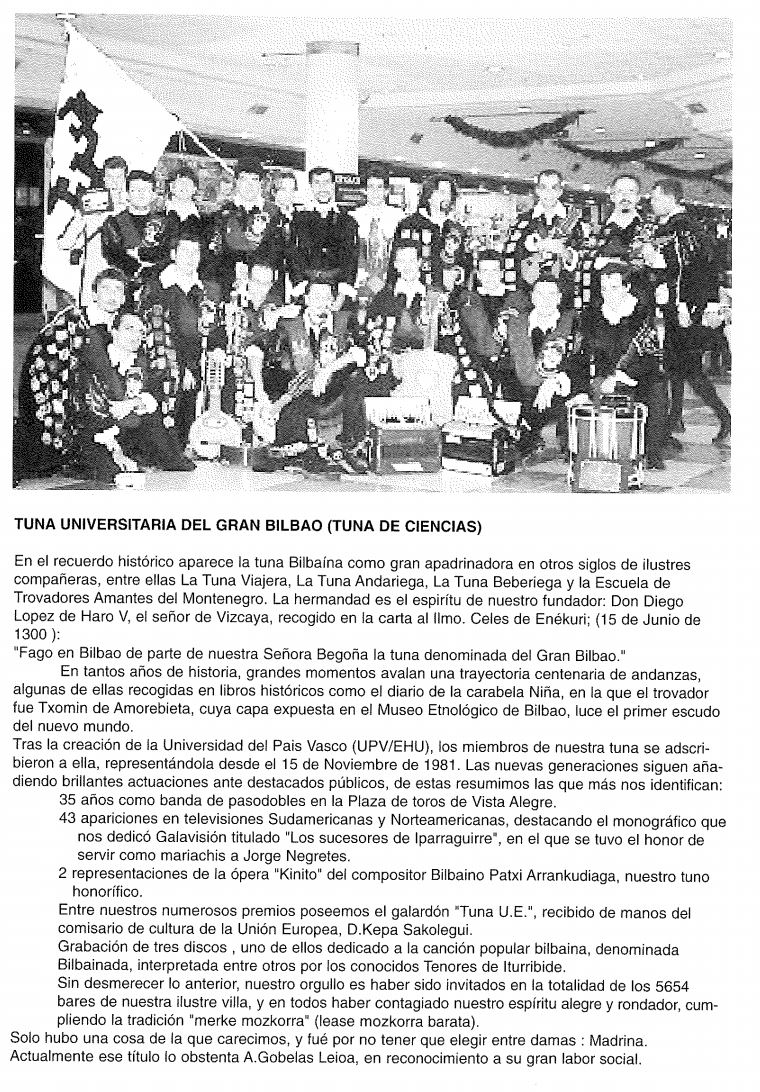 TUNA UNIVERSITARIA DEL GRAN BILBAO (TUNA DE CIENCIAS)
En el recuerdo histórico aparece la tuna Bilbaína como gran apadrinadora en otros siglos de ilustres
compañeras, entre ellas La Tuna Viajera, La Tuna Andariega, La Tuna Beberiega y la Escuela de
Trovadores Amantes del Montenegro. La hermandad es el espirítu de nuestro fundador: Don Diego
Lopez de Haro V, el señor de Vizcaya, recogido en la carta al Ilmo. Celes de Enékuri; (15 de Junio de
1300 ):
"Fago en Bilbao de parte de nuestra Señora Begoña la tuna denominada del Gran Bilbao."
En tantos años de historia, grandes momentos avalan una trayectoria centenaria de andanzas,
algunas de ellas recogidas en libros históricos como el diario de la carabela Niña, en la que el trovador
fue Txomin de Amorebieta, cuya capa expuesta en el Museo Etnológico de Bilbao, luce el primer escudo
del nuevo mundo.
Tras la creación de la Universidad del Pais Vasco (UPV/EHU), los miembros de nuestra tuna se adscri-
bieron a ella, representándola desde el 15 de Noviembre de 1981. Las nuevas generaciones siguen aña-
diendo brillantes actuaciones ante destacados públicos, de estas resumimos las que más nos identifican:
35 años como banda de pasodobles en la Plaza de toros de Vista Alegre.
43 apariciones en televisiones Sudamericanas y Norteamericanas, destacando el monográfico que
nos dedicó Galavisión titulado "Los sucesores de Iparraguirre", en el que se tuvo el honor de
servir como mariachis a Jorge Negretes.
2 representaciones de la ópera "Kinito" del compositor Bilbaino Patxi Arrankudiaga, nuestro tuno
honorífico.
Entre nuestros numerosos premios poseemos el galardón "Tuna U.E.", recibido de manos del
comisario de cultura de la Unión Europea, D.Kepa Sakolegui.
Grabación de tres discos , uno de ellos dedicado a la canción popular bilbaina, denominada
Bilbainada, interpretada entre otros por los conocidos Tenores de Iturribide.
Sin desmerecer lo anterior, nuestro orgullo es haber sido invitados en la totalidad de los 5654
bares de nuestra ilustre villa, y en todos haber contagiado nuestro espíritu alegre y rondador, cum-
pliendo la tradición "merke mozkorra" (lease mozkorra barata).
Solo hubo una cosa de la que carecimos, y fué por no tener que elegir entre damas : Madrina.
Actualmente ese título lo obstenta A.Gobelas Leioa, en reconocimiento a su gran labor social.